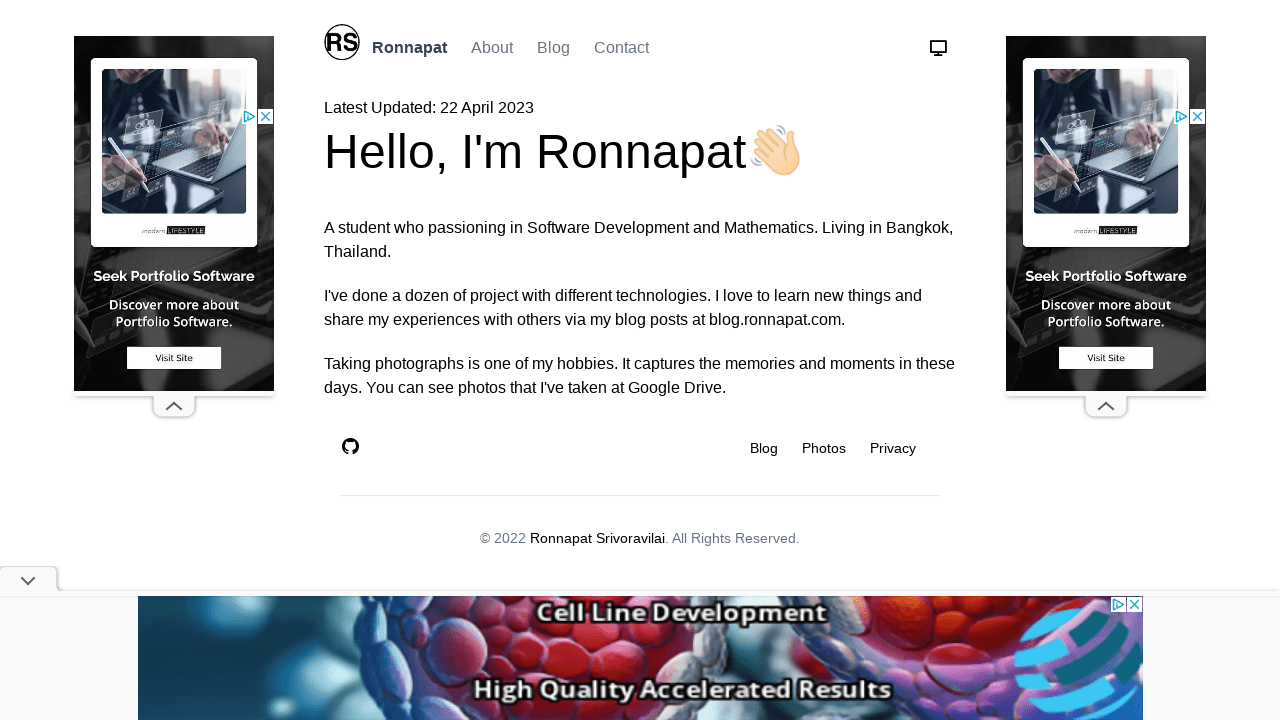 RS
Ronnapat
About
Blog
Contact
Latest Updated: 22 April 2023
Hello, I'm Ronnapat
A student who passioning in Software Development and Mathematics. Living in Bangkok,
Thailand.
I've done a dozen of project with different technologies. I love to learn new things and
share my experiences with others via my blog posts at blog.ronnapat.com.
Taking photographs is one of my hobbies. It captures the memories and moments in these
days. You can see photos that I've taken at Google Drive.
Blog
Photos
Privacy
© 2022 Ronnapat Srivoravilai. All Rights Reserved.
modern LIFESTYLE
Seek Portfolio Software
Discover more about
Portfolio Software.
Visit Site
modern LIFESTYLE
Seek Portfolio Software
Discover more about
Portfolio Software.
Visit Site
Cell Line Development
High Quality Accelerated Results